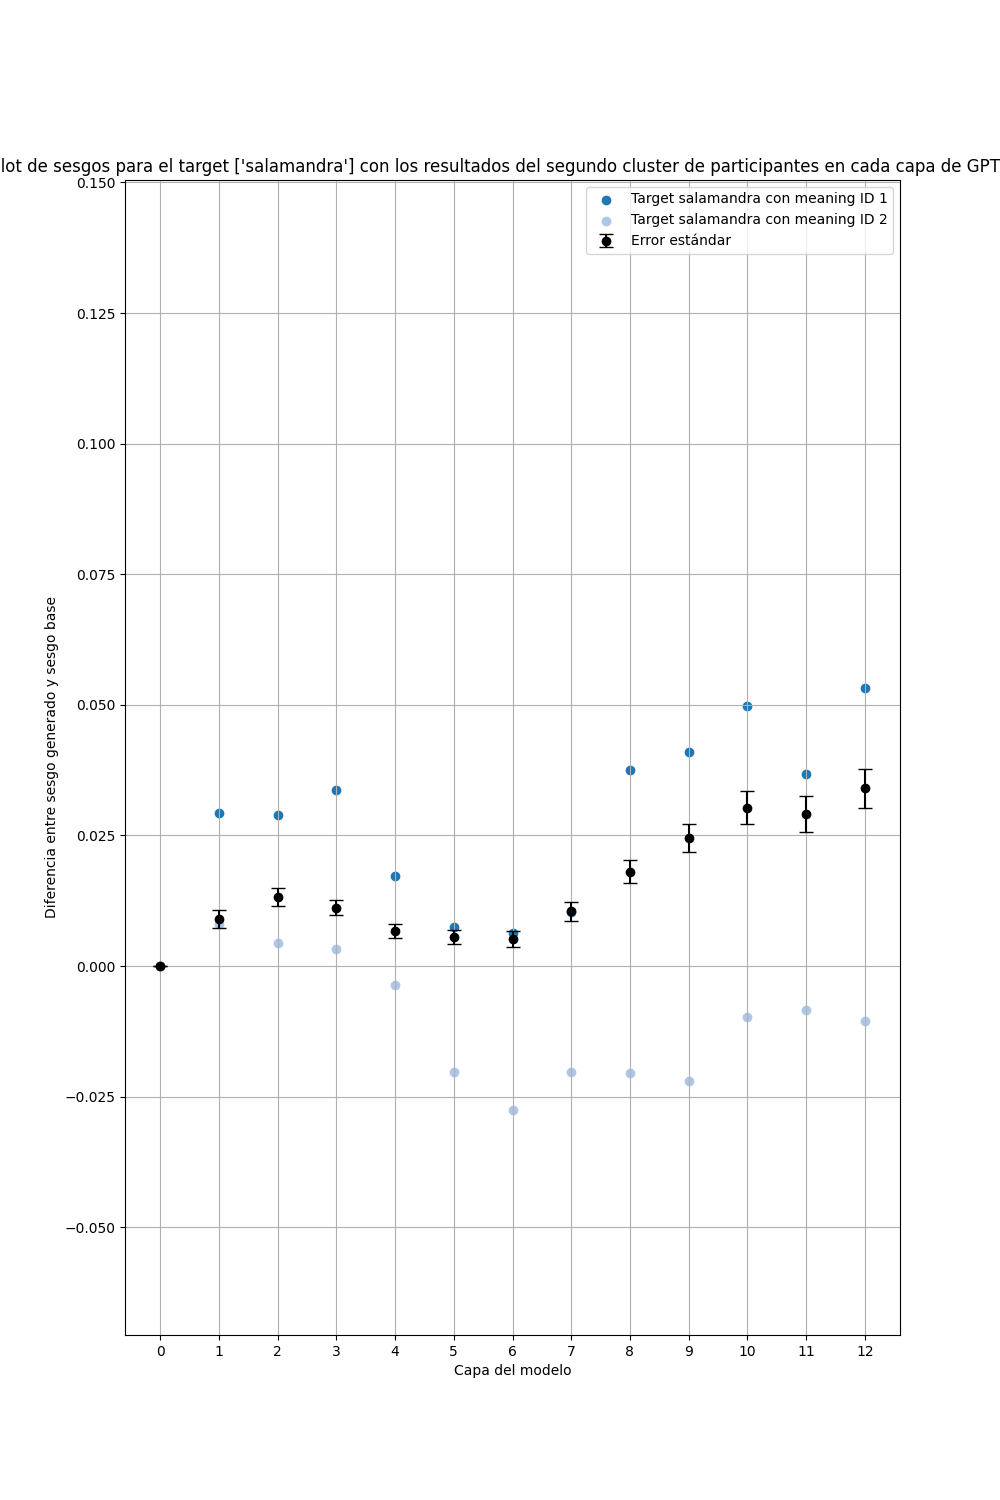 lot de sesgos para el target ['salamandra'] con los resultados del segundo cluster de participantes en cada capa de GPT
Target salamandra con meaning ID 1
Target salamandra con meaning ID 2
Error estándar
0.150
0.125
0.100
0.075
0.050
0.025
0.000
−0.025
−0.050
Diferencia entre sesgo generado y sesgo base
0 1 2 3 4 5 6 7 8 9 10 11 12
Capa del modelo